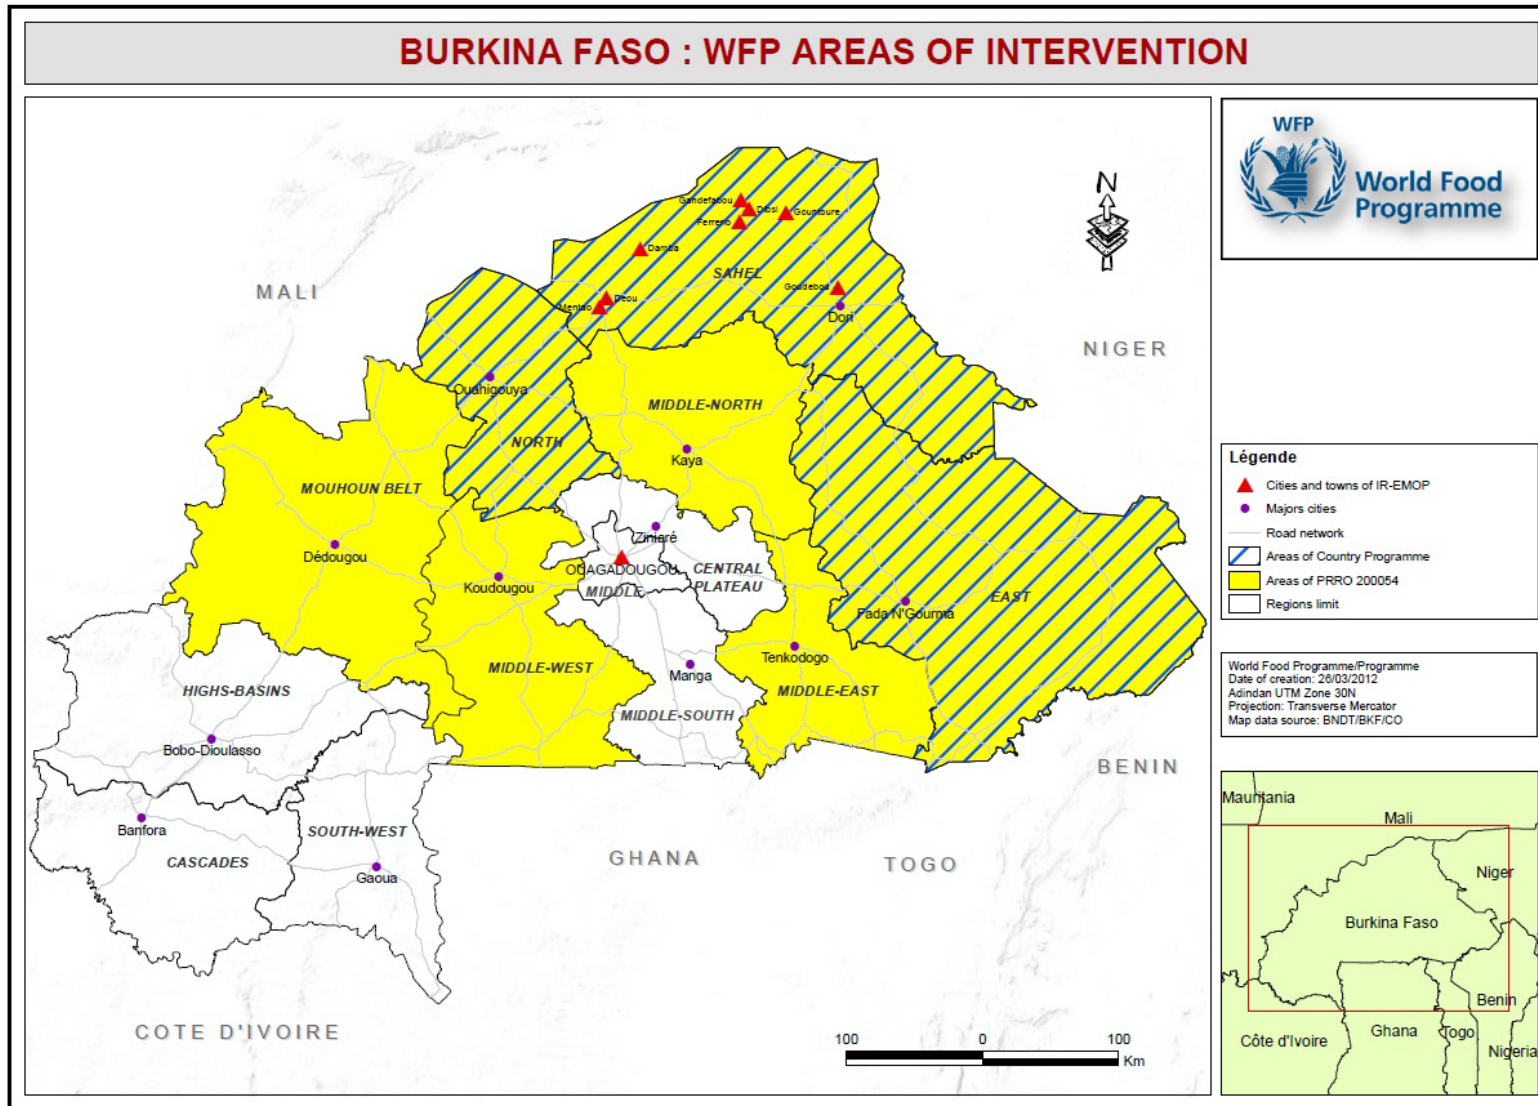 BURKINA FASO : WFP AREAS OF INTERVENTION
WFP
World Food
Programme
N
MALI
NIGER
BENIN
TOGO
GHANA
COTE D'IVOIRE
Gandefabou
Dibsi
Gountoure
Ferrerio
Damba
SAHEL
Goudebou
Deou
Mentao
Dori
Ouahigouya
NORTH
MIDDLE-NORTH
Kaya
MOUHOUN BELT
Dédougou
Ziniaré
OUAGADOUGOU
MIDDLE
CENTRAL
PLATEAU
Koudougou
EAST
Fada N'Gourma
MIDDLE-WEST
Tenkodogo
Manga
MIDDLE-EAST
MIDDLE-SOUTH
HIGHS-BASINS
Bobo-Dioulasso
Banfora
SOUTH-WEST
CASCADES
Gaoua
100 0 100
Km
Légende
Cities and towns of IR-EMOP
Majors cities
Road network
Areas of Country Programme
Areas of PRRO 200054
Regions limit
World Food Programme/Programme
Date of creation: 26/03/2012
Adindan UTM Zone 30N
Projection: Transverse Mercator
Map data source: BNDT/BKF/CO
Mauritania
Mali
Niger
Burkina Faso
Benin
Côte d'Ivoire
Ghana
Togo
Nigeria